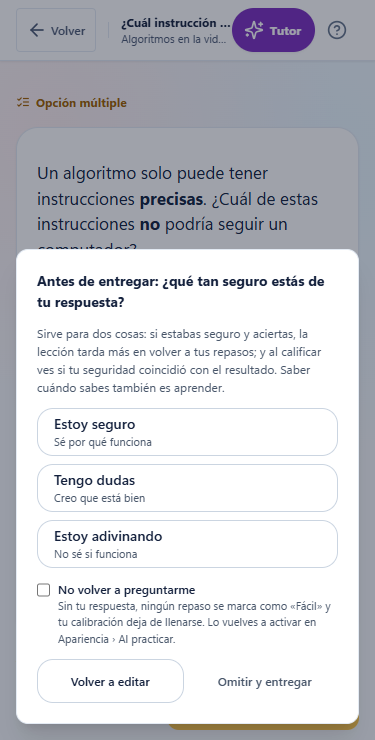 Volver
¿Cuál instrucción ...
Algoritmos en la vid...
Tutor
Opción múltiple
Un algoritmo solo puede tener
instrucciones precisas. ¿Cuál de estas
instrucciones no podría seguir un
computador?
Antes de entregar: ¿qué tan seguro estás de
tu respuesta?
Sirve para dos cosas: si estabas seguro y aciertas, la
lección tarda más en volver a tus repasos; y al calificar
ves si tu seguridad coincidió con el resultado. Saber
cuándo sabes también es aprender.
Estoy seguro
Sé por qué funciona
Tengo dudas
Creo que está bien
Estoy adivinando
No sé si funciona
No volver a preguntarme
Sin tu respuesta, ningún repaso se marca como «Fácil» y
tu calibración deja de llenarse. Lo vuelves a activar en
Apariencia › Al practicar.
Volver a editar
Omitir y entregar